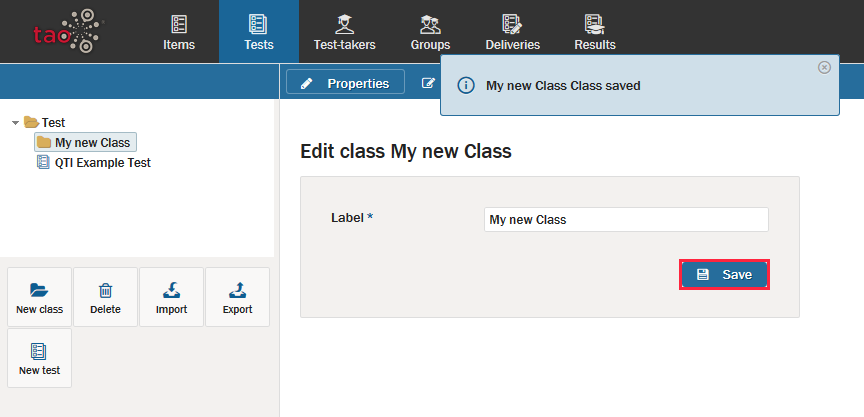 tao
Items
Tests
Test-takers
Groups
Deliveries
Results
Properties
My new Class Class saved
Test
My new Class
QTI Example Test
Edit class My new Class
Label *
My new Class
Save
New class
Delete
Import
Export
New test